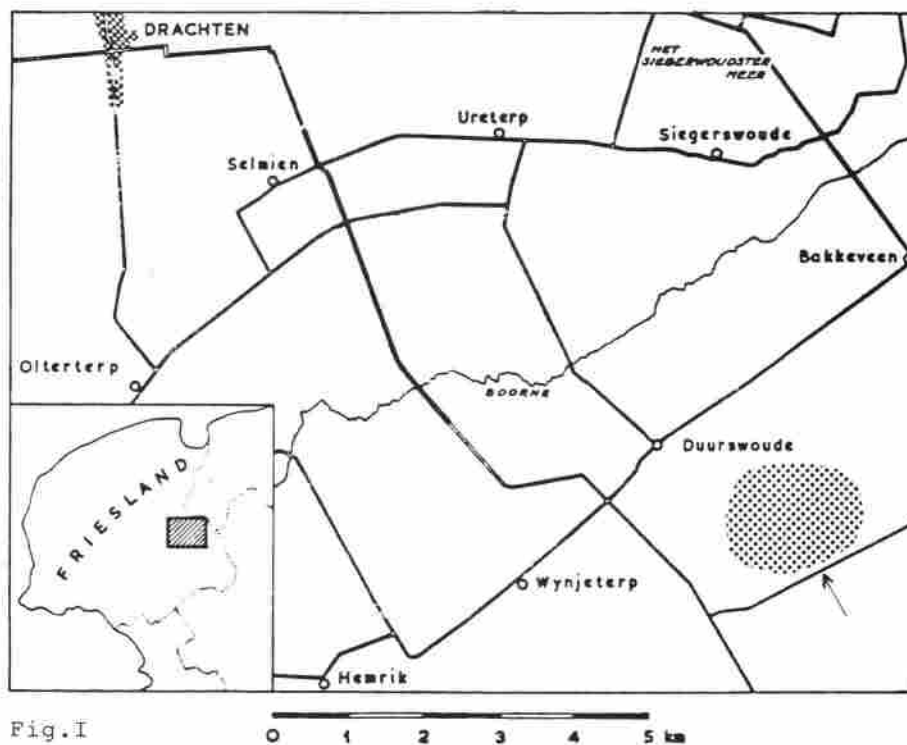 DRACHTEN
HET
SIEGERWOUDSTER
MEER
Ureterp
Siegerswoude
Selmien
Bakkeveen
Olterterp
BOORNE
Duurswoude
FRIESLAND
Wynjeterp
Hemrik
Fig.I
0 1 2 3 4 5 km